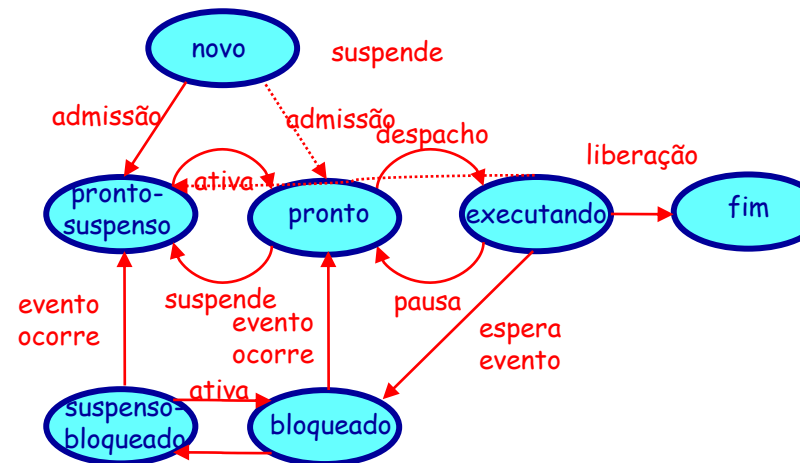 novo
suspende
admissão
admissão
despacho
liberação
ativa
pronto-
suspenso
pronto
executando
fim
suspende
pausa
evento
ocorre
evento
ocorre
espera
evento
ativa
suspenso-
bloqueado
bloqueado